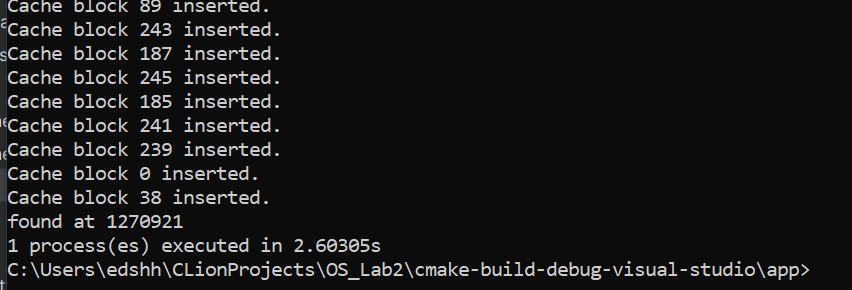 Cache block 89 inserted.
Cache block 243 inserted.
Cache block 187 inserted.
Cache block 245 inserted.
Cache block 185 inserted.
Cache block 241 inserted.
Cache block 239 inserted.
Cache block 0 inserted.
Cache block 38 inserted.
found at 1270921
1 process(es) executed in 2.60305s
C:\Users\edshh\CLionProjects\OS_Lab2\cmake-build-debug-visual-studio\app>